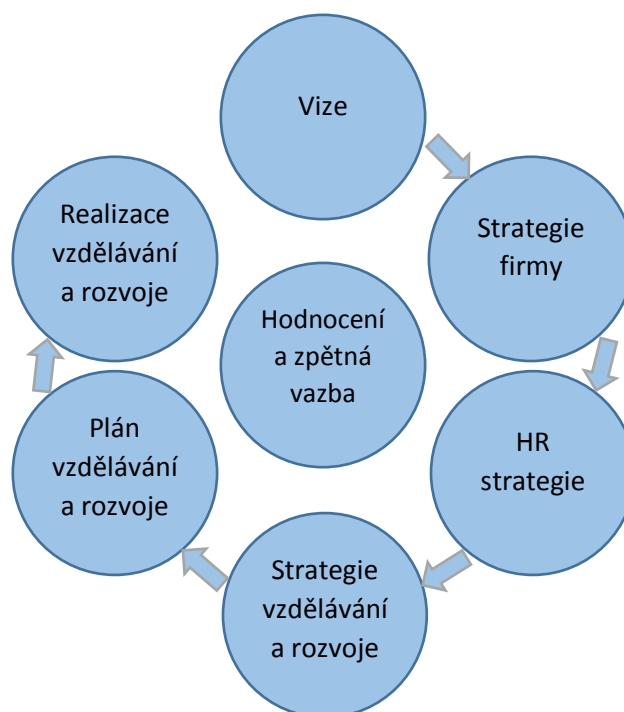 Vize
Strategie
firmy
HR
strategie
Strategie
vzdělávání
a rozvoje
Plán
vzdělávání
a rozvoje
Realizace
vzdělávání
a rozvoje
Hodnocení
a zpětná
vazba